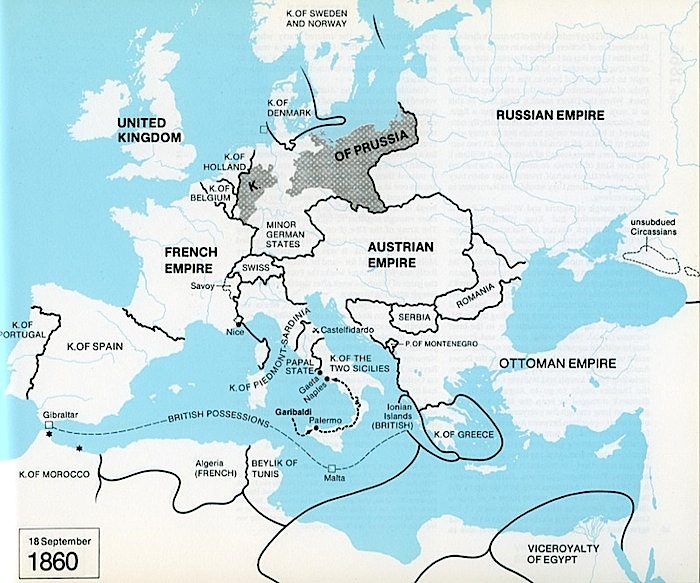 K.OF SWEDEN
AND NORWAY
UNITED
KINGDOM
K.OF
DENMARK
RUSSIAN EMPIRE
K.OF
HOLLAND
K.
OF PRUSSIA
K.OF
BELGIUM
MINOR
GERMAN
STATES
unsubdued
Circassians
FRENCH
EMPIRE
AUSTRIAN
EMPIRE
SWISS
Savoy
ROMANIA
SERBIA
K.OF
PORTUGAL
K.OF SPAIN
Nice
K.OF PIEDMONT-SARDINIA
Castelfidardo
P.OF MONTENEGRO
PAPAL
STATE
K.OF THE
TWO SICILIES
OTTOMAN EMPIRE
Gaeta
Naples
Gibraltar
BRITISH POSSESSIONS
Garibaldi
Palermo
Ionian
Islands
(BRITISH)
K.OF GREECE
K.OF MOROCCO
Algeria
(FRENCH)
BEYLIK OF
TUNIS
Malta
18 September
1860
VICEROYALTY
OF EGYPT